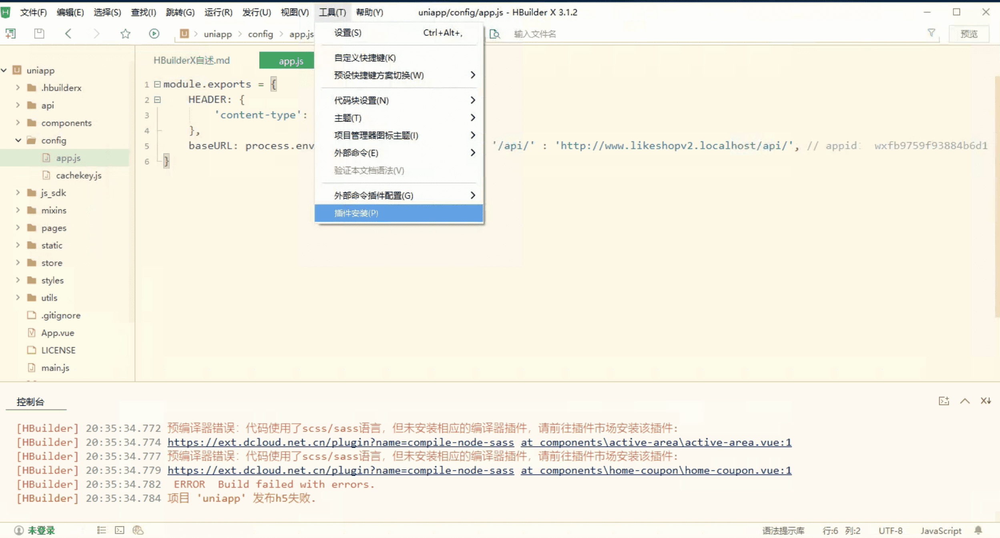 文件(F) 编辑(E) 选择(S) 查找(I) 跳转(G) 运行(R) 发行(U) 视图(V) 工具(T) 帮助(Y) uniapp/config/app.js - HBuilder X 3.1.2
U > uniapp > config > app.js 输入文件名 预览
设置(S) Ctrl+Alt+,
自定义快捷键(K)
预设快捷键方案切换(W)
代码块设置(N)
主题(T)
项目管理器图标主题(I)
外部命令(E)
验证本文档语法(V)
外部命令插件配置(G)
插件安装(P)
uniapp
.hbuilderx
api
components
config
app.js
cachekey.js
js_sdk
mixins
pages
static
store
styles
utils
.gitignore
App.vue
LICENSE
main.js
HBuilderX自述.md app.js
1 module.exports = {
2 HEADER: {
3 'content-type':
4 },
5 baseURL: process.env '/api/' : 'http://www.likeshopv2.localhost/api/', // appid: wxfb9759f93884b6d1
6 }
控制台
[HBuilder] 20:35:34.772 预编译器错误：代码使用了scss/sass语言，但未安装相应的编译器插件，请前往插件市场安装该插件：
[HBuilder] 20:35:34.774 https://ext.dcloud.net.cn/plugin?name=compile-node-sass at components\active-area\active-area.vue:1
[HBuilder] 20:35:34.777 预编译器错误：代码使用了scss/sass语言，但未安装相应的编译器插件，请前往插件市场安装该插件：
[HBuilder] 20:35:34.779 https://ext.dcloud.net.cn/plugin?name=compile-node-sass at components\home-coupon\home-coupon.vue:1
[HBuilder] 20:35:34.782 ERROR Build failed with errors.
[HBuilder] 20:35:34.784 项目 'uniapp' 发布h5失败.
未登录 语法提示库 行:6 列:2 UTF-8 JavaScript